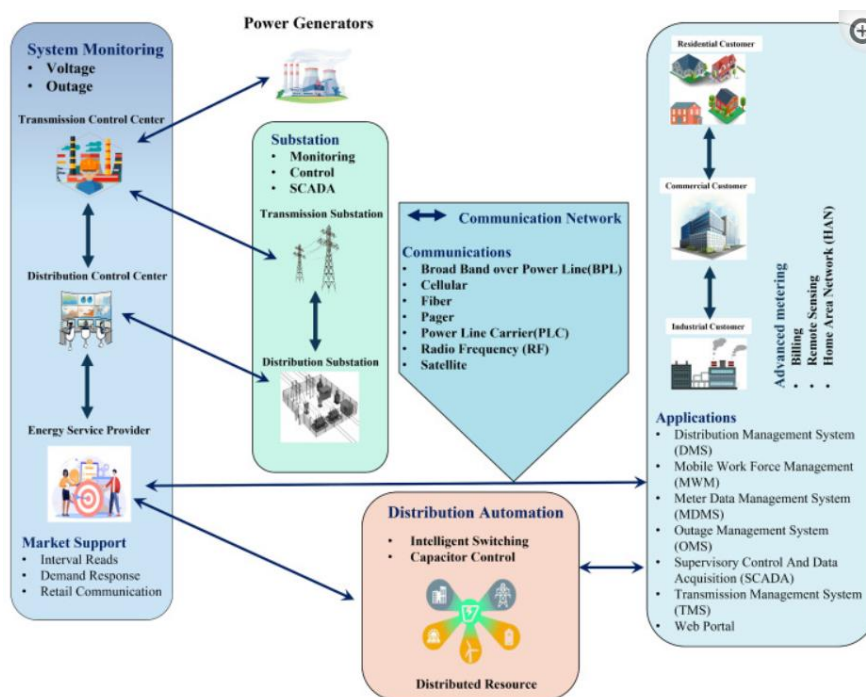 Power Generators
System Monitoring
• Voltage
• Outage
Transmission Control Center
Distribution Control Center
Energy Service Provider
Market Support
• Interval Reads
• Demand Response
• Retail Communication
Substation
• Monitoring
• Control
• SCADA
Transmission Substation
Distribution Substation
Communication Network
Communications
• Broad Band over Power Line(BPL)
• Cellular
• Fiber
• Pager
• Power Line Carrier(PLC)
• Radio Frequency (RF)
• Satellite
Distribution Automation
• Intelligent Switching
• Capacitor Control
Distributed Resource
Residential Customer
Commercial Customer
Industrial Customer
Advanced metering
• Billing
• Remote Sensing
• Home Area Network (HAN)
Applications
• Distribution Management System
(DMS)
• Mobile Work Force Management
(MWM)
• Meter Data Management System
(MDMS)
• Outage Management System
(OMS)
• Supervisory Control And Data
Acquisition (SCADA)
• Transmission Management System
(TMS)
• Web Portal